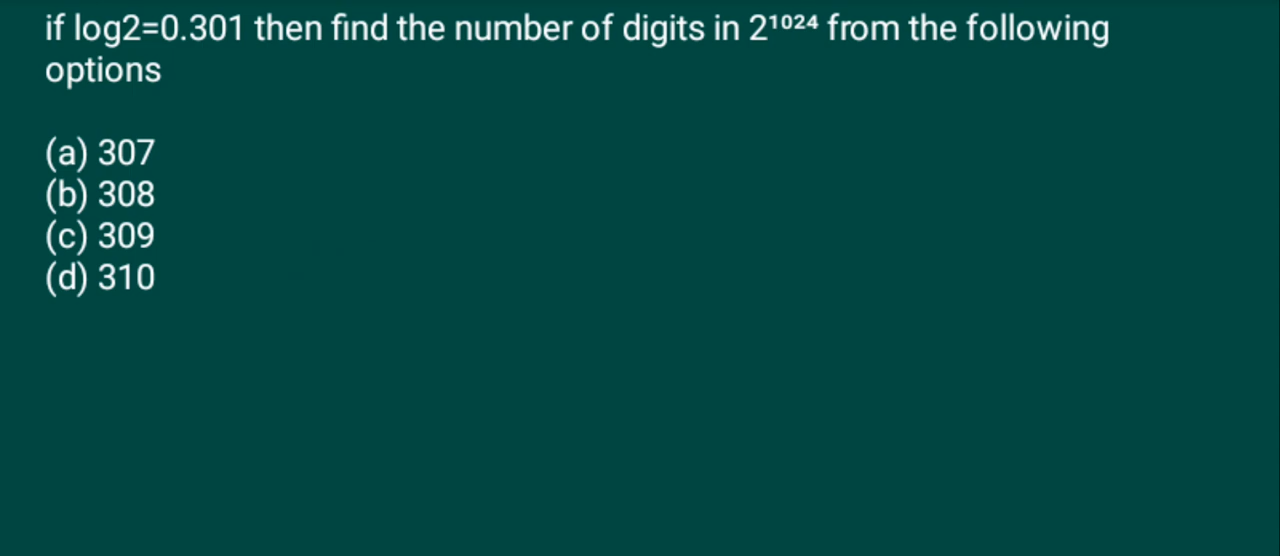 if log2=0.301 then find the number of digits in 2¹⁰²⁴ from the following
options
(a) 307
(b) 308
(c) 309
(d) 310